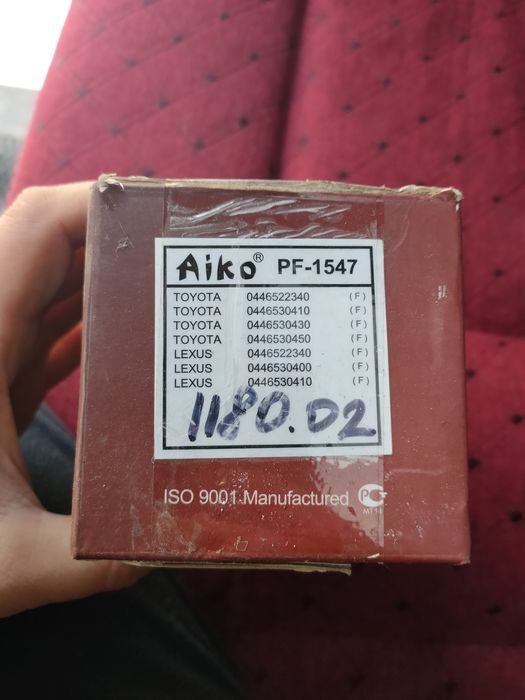 Aiko® PF-1547
TOYOTA 0446522340 (F)
TOYOTA 0446530410 (F)
TOYOTA 0446530430 (F)
TOYOTA 0446530450 (F)
LEXUS 0446522340 (F)
LEXUS 0446530400 (F)
LEXUS 0446530410 (F)
1180.02
ISO 9001 Manufactured